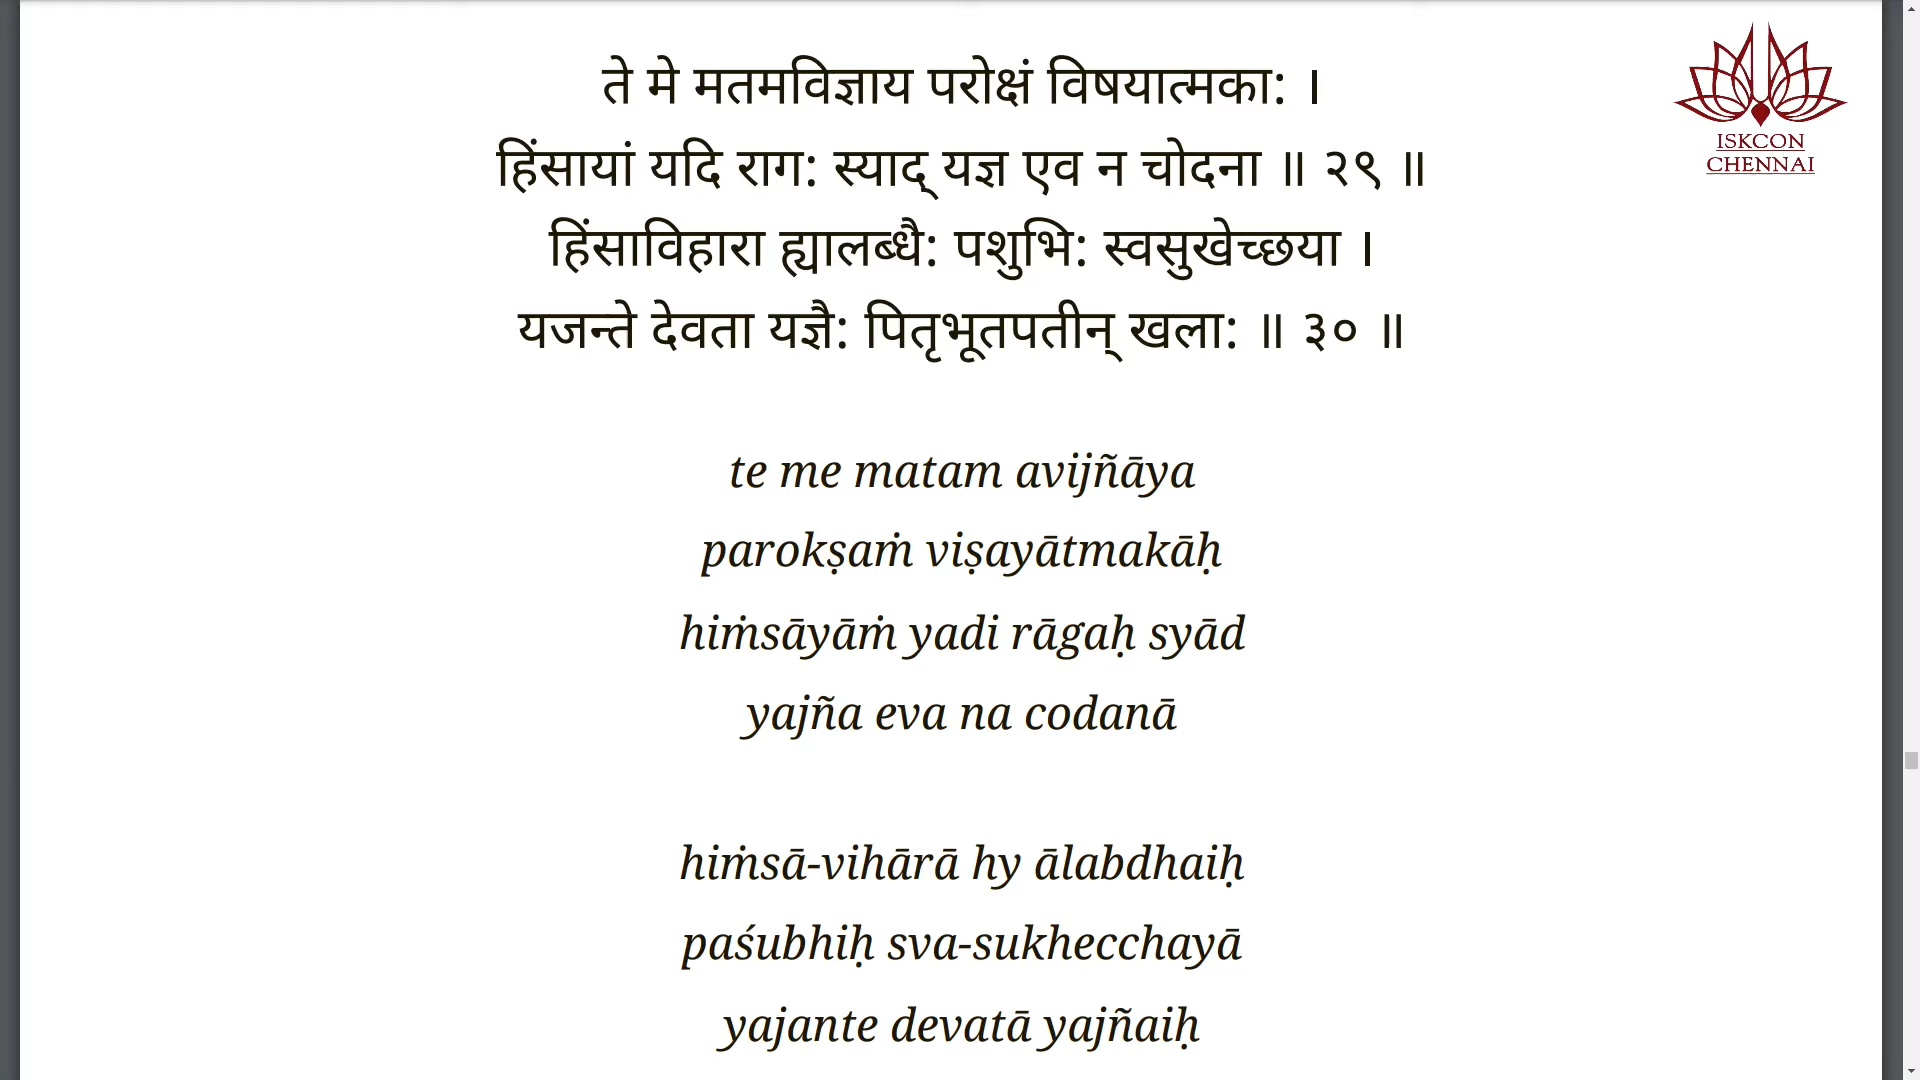 ते मे मतमविज्ञाय परोक्षं विषयात्मका: ।
हिंसायां यदि राग: स्याद् यज्ञ एव न चोदना ॥ २९ ॥
हिंसाविहारा ह्यालब्धै: पशुभि: स्वसुखेच्छया ।
यजन्ते देवता यज्ञै: पितृभूतपतीन् खला: ॥ ३० ॥
ISKCON
CHENNAI
te me matam avijñāya
parokṣaṁ viṣayātmakāḥ
hiṁsāyāṁ yadi rāgaḥ syād
yajña eva na codanā
hiṁsā-vihārā hy ālabdhaiḥ
paśubhiḥ sva-sukhecchayā
yajante devatā yajñaiḥ